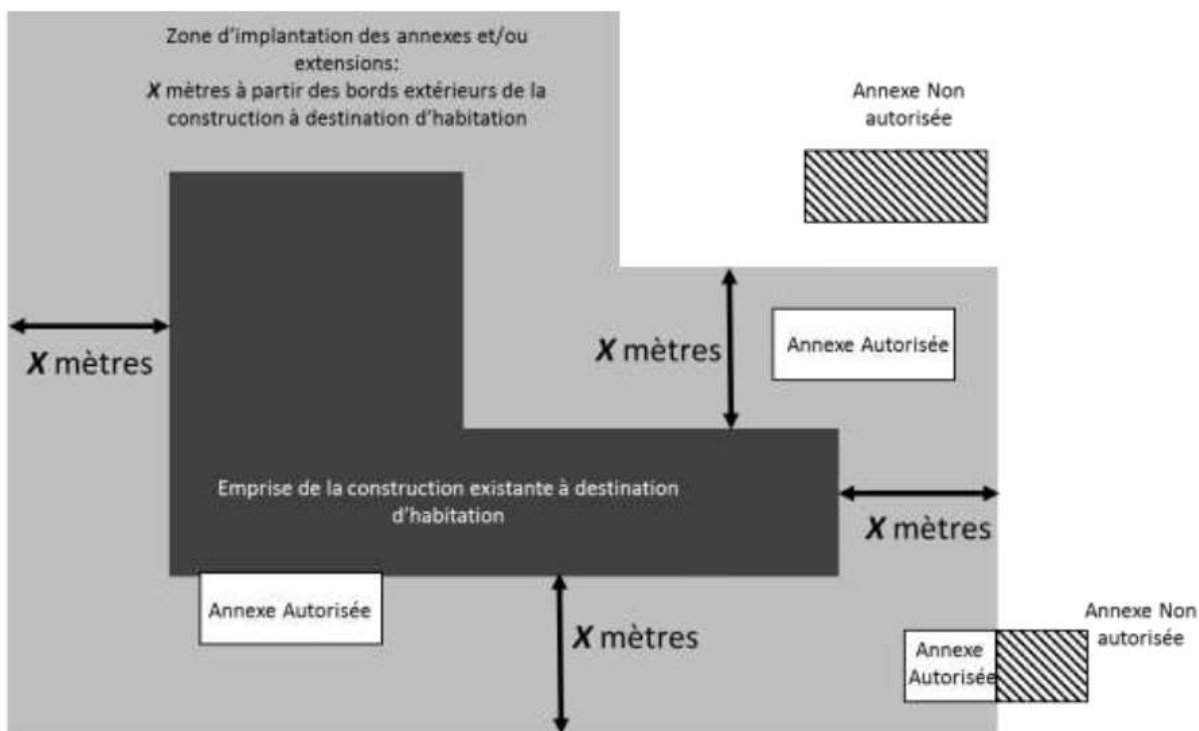 Zone d'implantation des annexes et/ou
extensions:
X mètres à partir des bords extérieurs de la
construction à destination d'habitation
Annexe Non
autorisée
X mètres
X mètres
Annexe Autorisée
Emprise de la construction existante à destination
d'habitation
X mètres
Annexe Autorisée
X mètres
Annexe Non
autorisée
Annexe
Autorisée